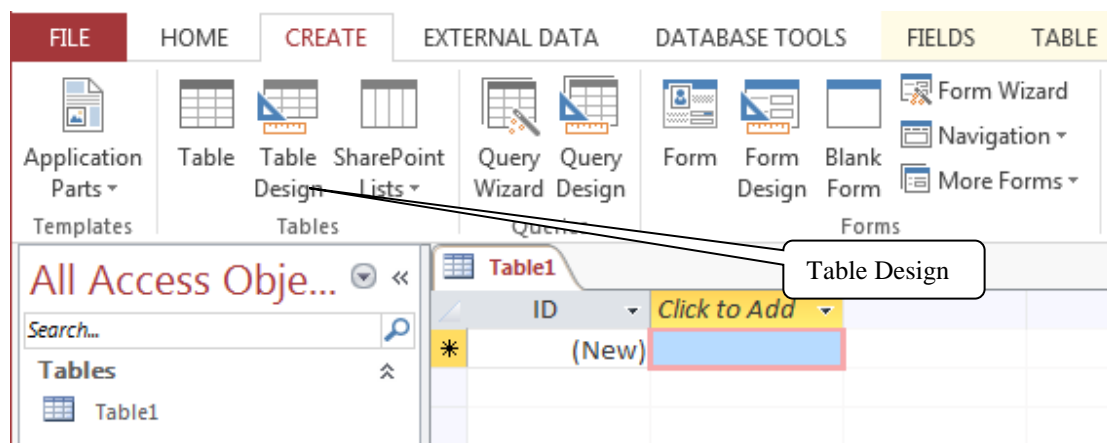 FILE HOME CREATE EXTERNAL DATA DATABASE TOOLS FIELDS TABLE
Application Parts
Table
Table Design
SharePoint Lists
Templates
Tables
Query Wizard
Query Design
Queries
Form
Form Design
Blank Form
Form Wizard
Navigation
More Forms
Forms
Table Design
All Access Obje... «
Search...
Tables
Table1
Table1
ID Click to Add
(New)